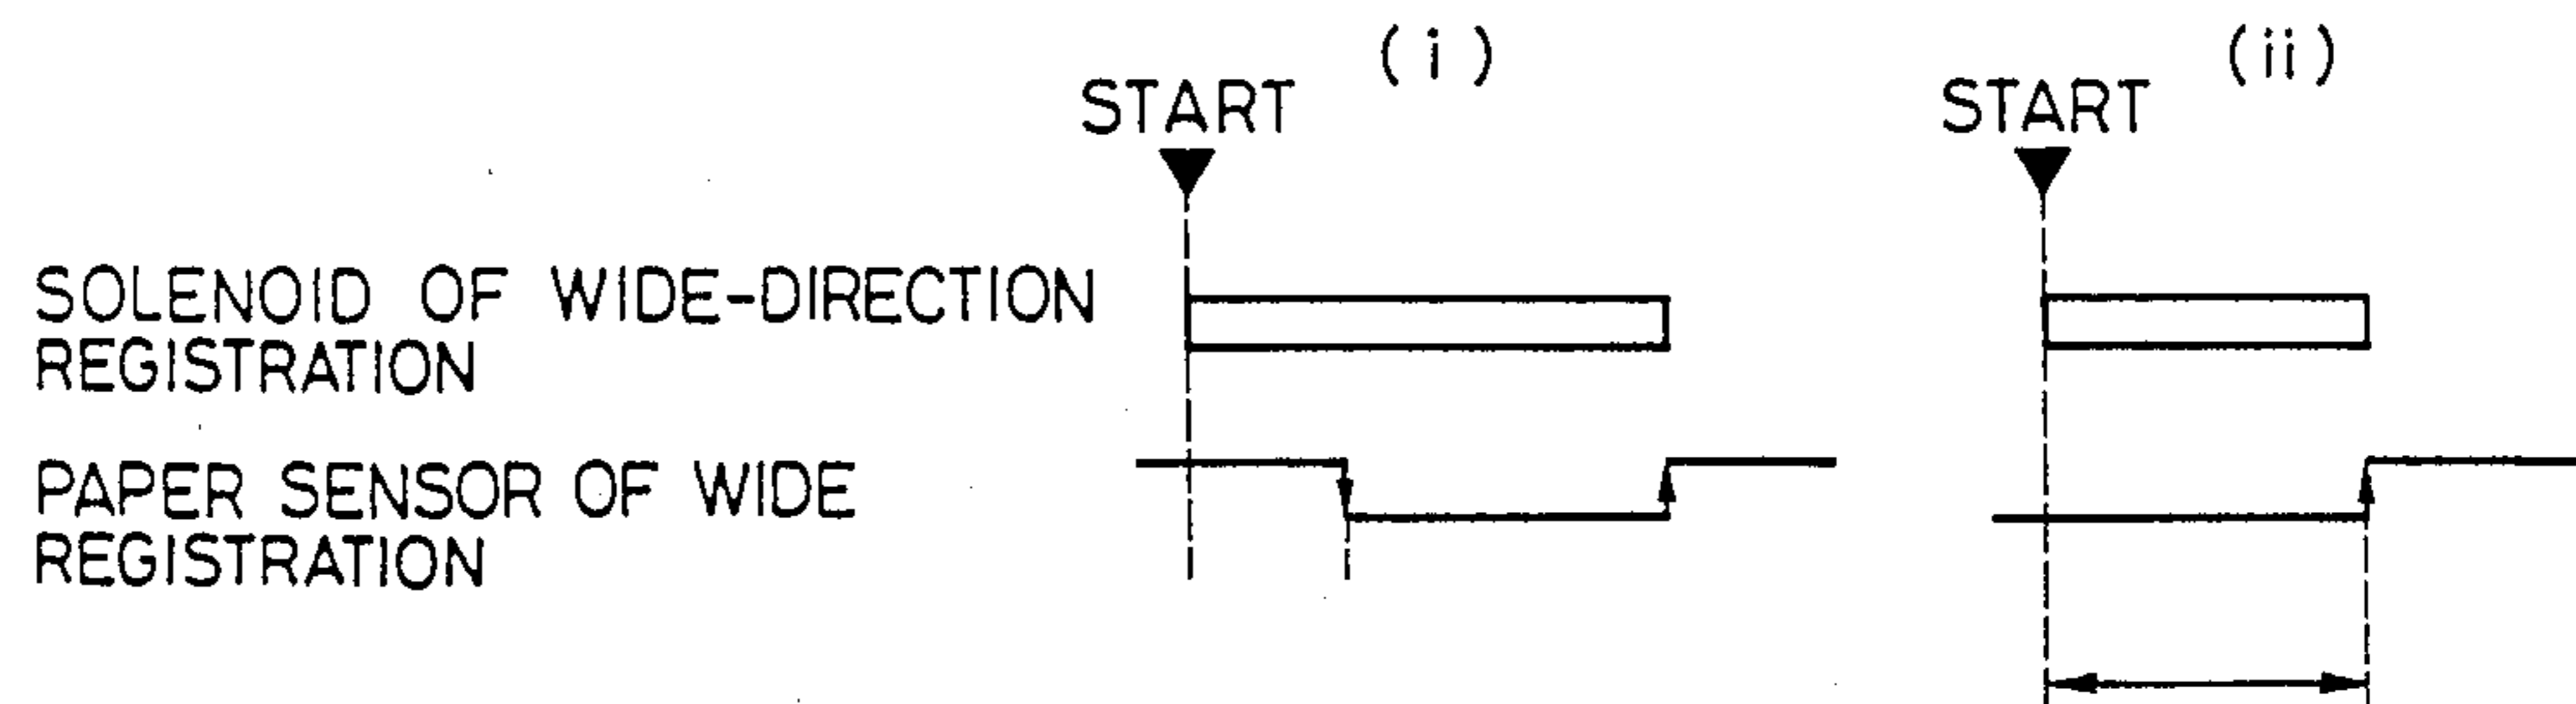 ( i )
(ii)
START
START
SOLENOID OF WIDE-DIRECTION
REGISTRATION
PAPER SENSOR OF WIDE
REGISTRATION